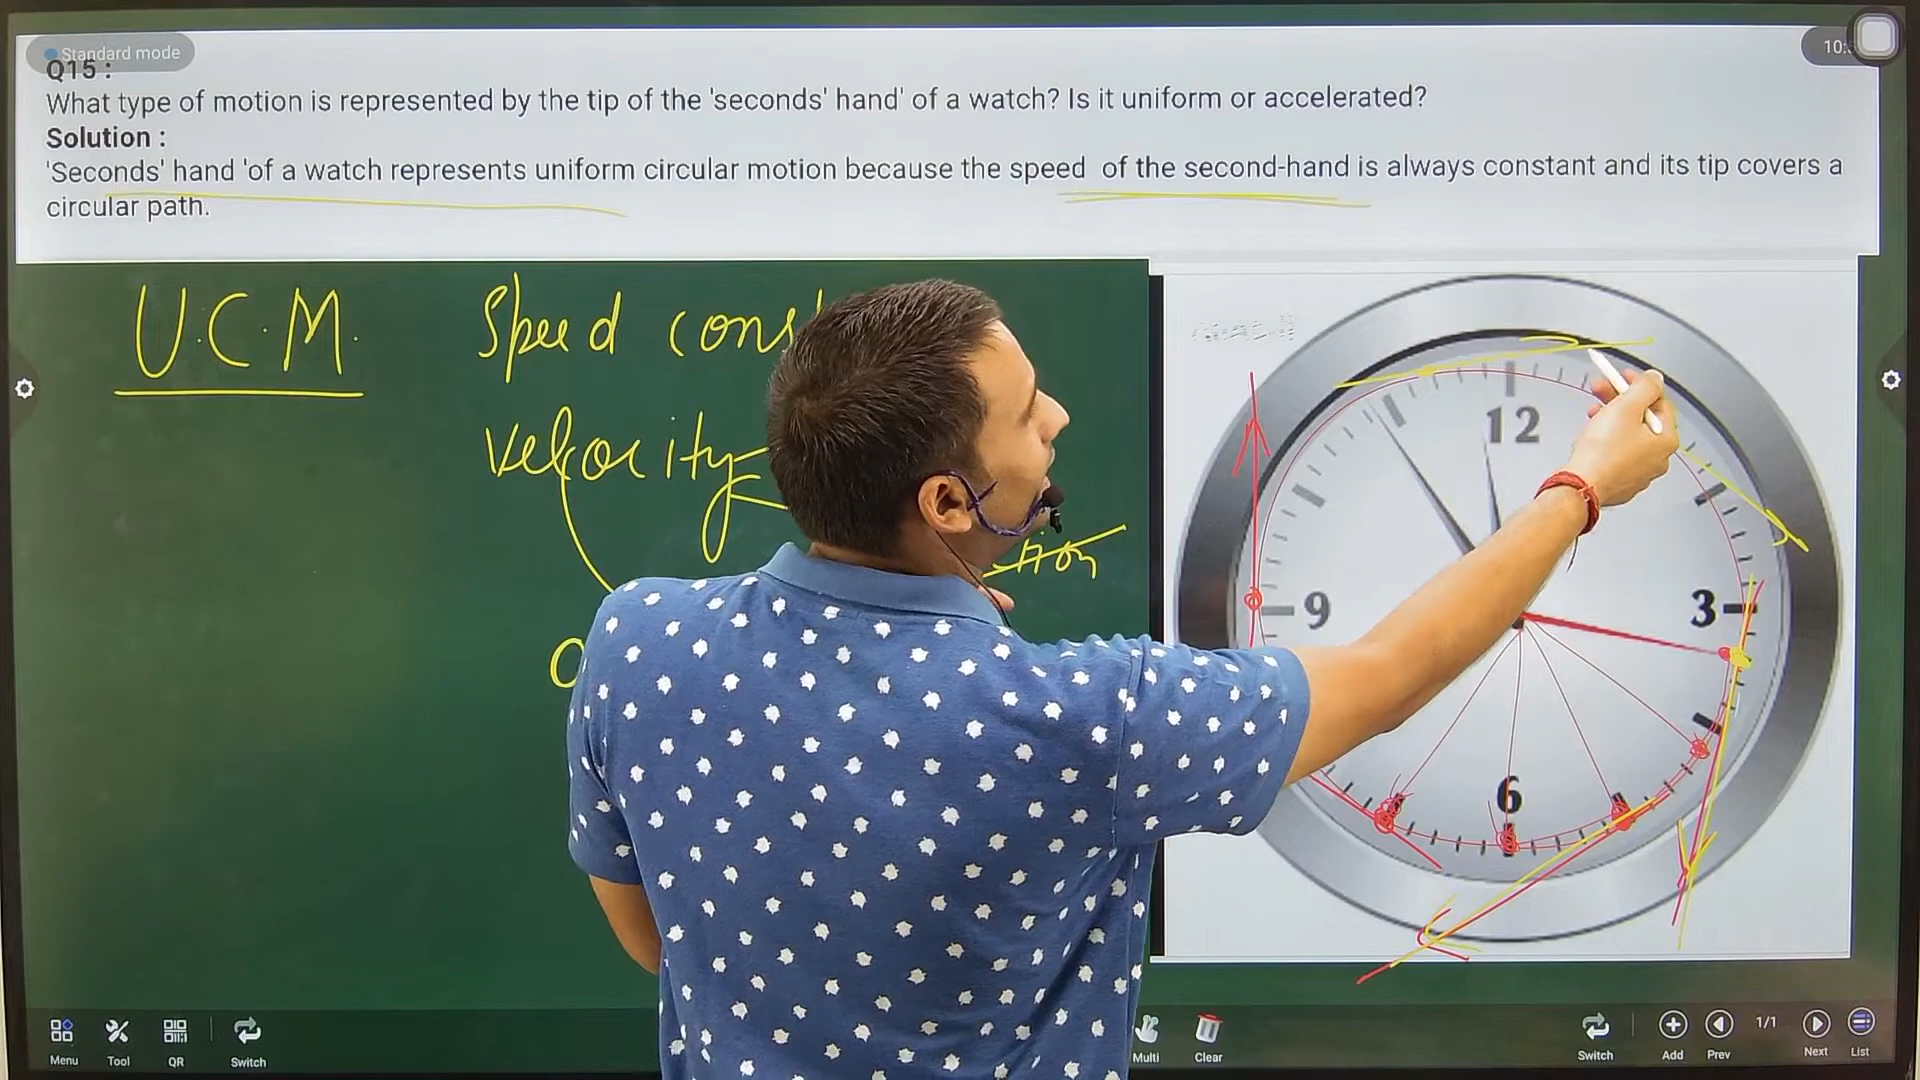 Standard mode
10:
Q15 :
What type of motion is represented by the tip of the 'seconds' hand' of a watch? Is it uniform or accelerated?
Solution :
'Seconds' hand 'of a watch represents uniform circular motion because the speed of the second-hand is always constant and its tip covers a
circular path.
U.C.M.
Speed cons
velocity
tion
12
9
3
6
Menu
Tool
QR
Switch
Multi
Clear
Switch
Add
Prev
1/1
Next
List